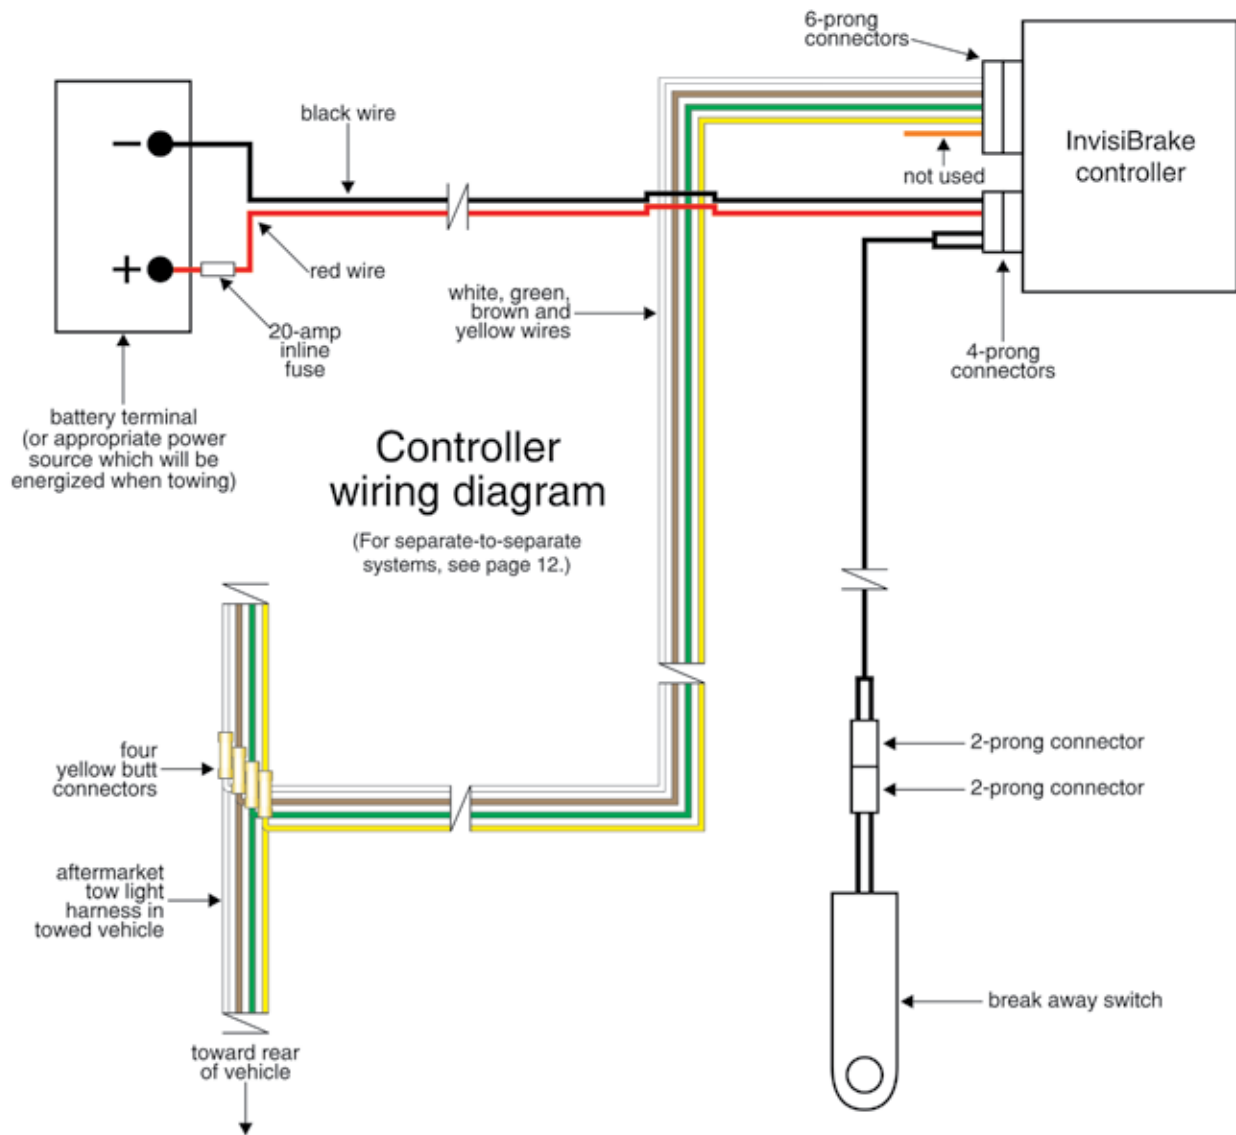 6-prong
connectors
InvisiBrake
controller
black wire
not used
red wire
20-amp
inline
fuse
white, green,
brown and
yellow wires
4-prong
connectors
battery terminal
(or appropriate power
source which will be
energized when towing)
Controller
wiring diagram
(For separate-to-separate
systems, see page 12.)
four
yellow butt
connectors
2-prong connector
2-prong connector
aftermarket
tow light
harness in
towed vehicle
break away switch
toward rear
of vehicle